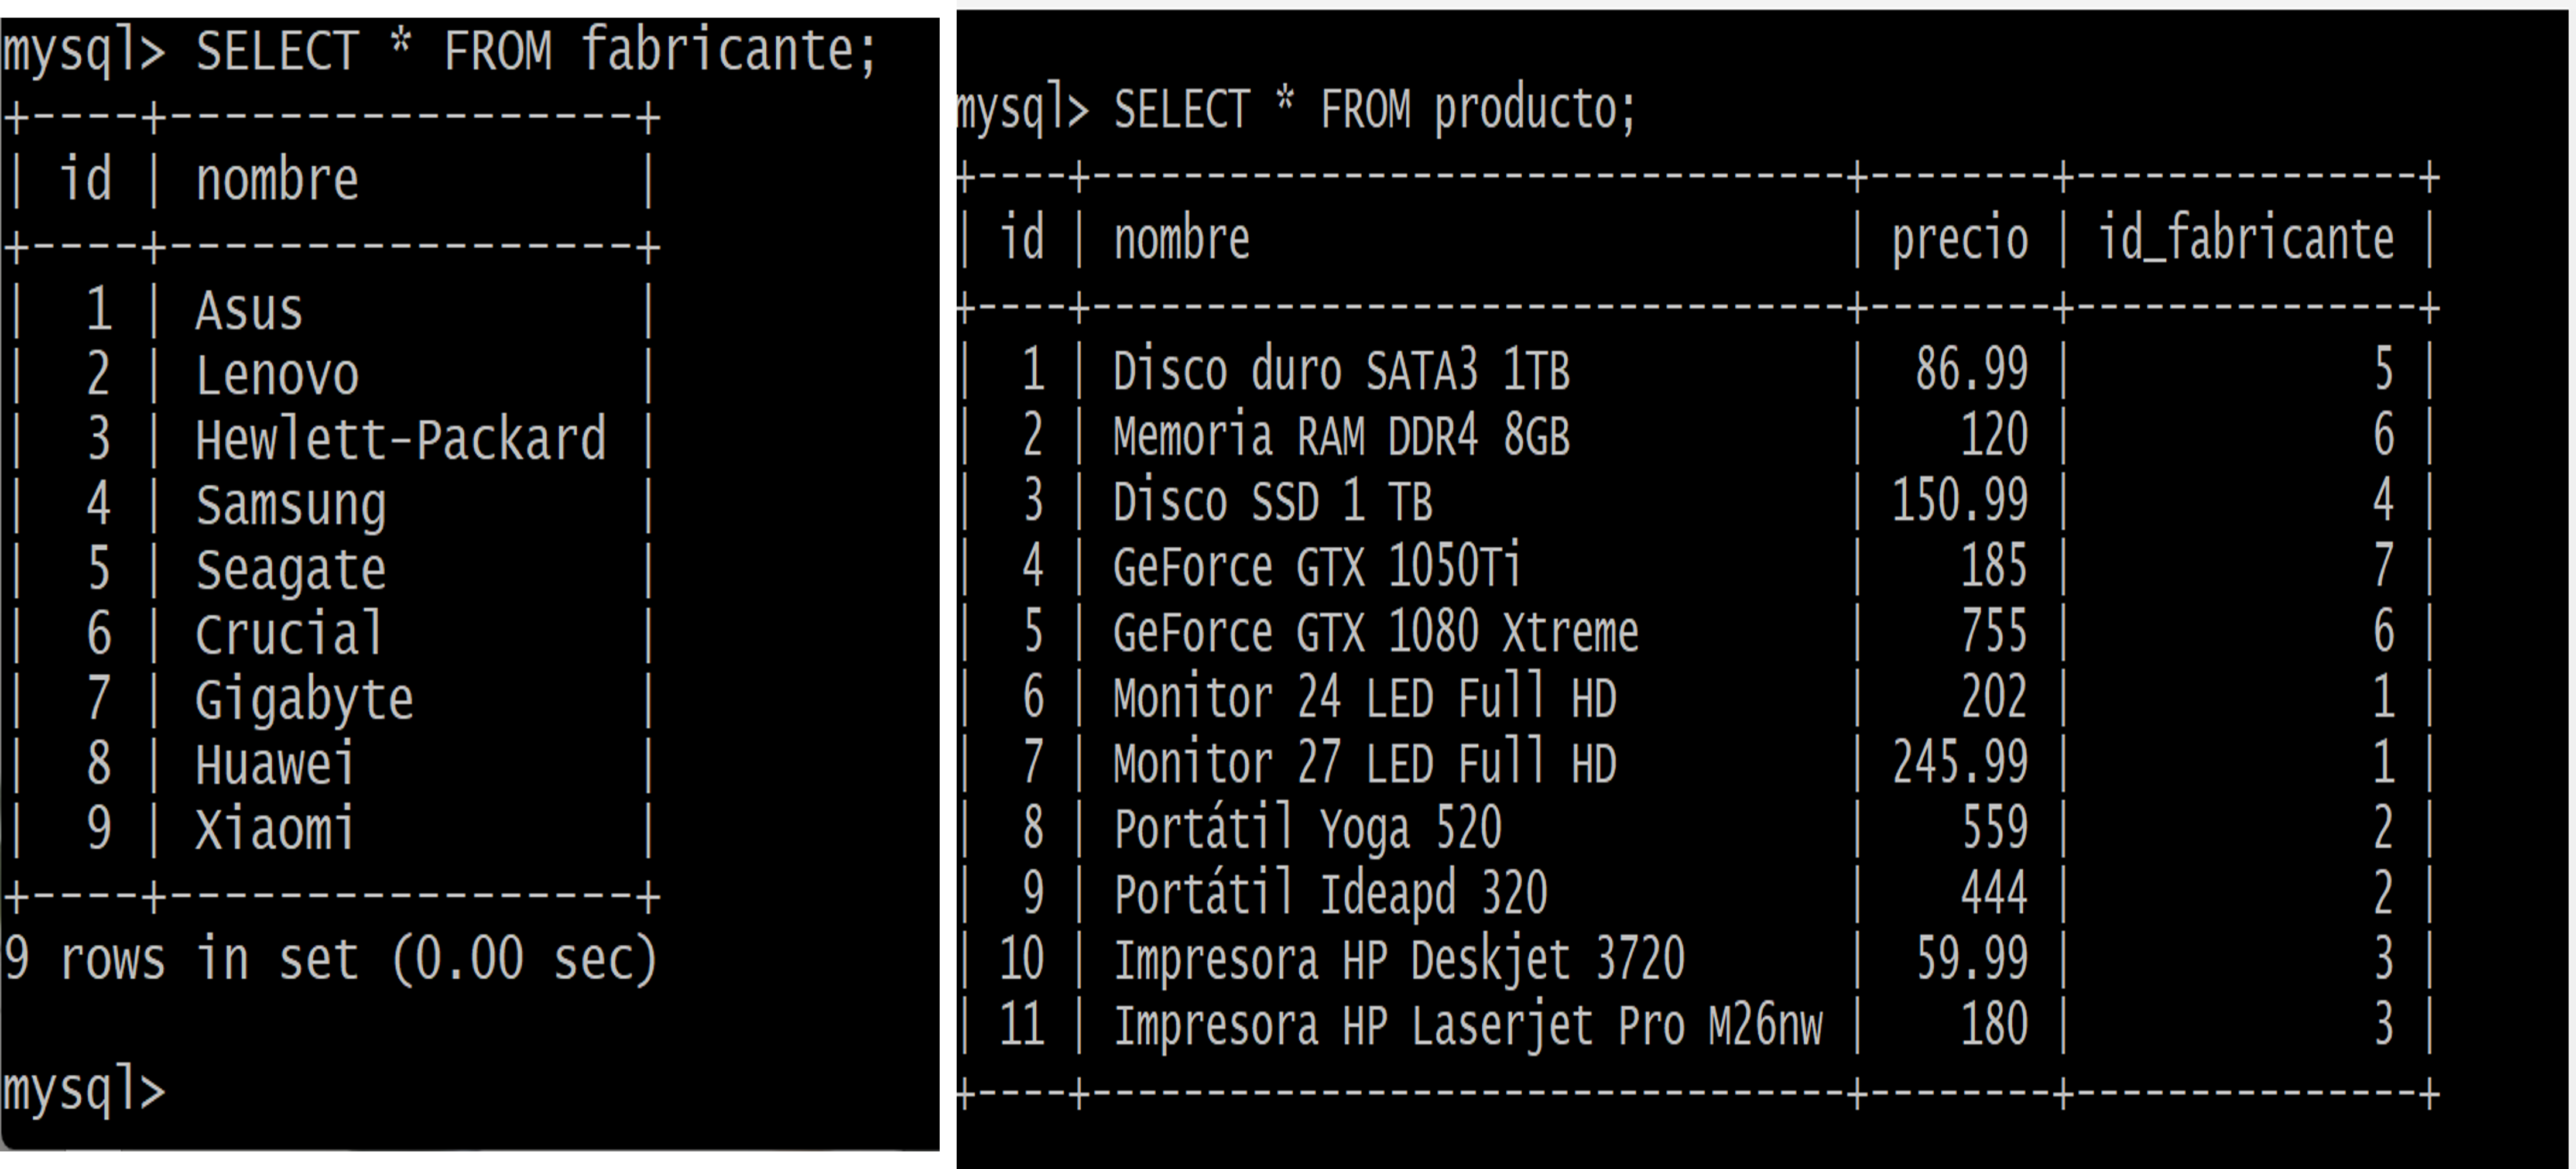 mysql> SELECT * FROM fabricante;
+----+-----------------+
| id | nombre          |
+----+-----------------+
|  1 | Asus            |
|  2 | Lenovo          |
|  3 | Hewlett-Packard |
|  4 | Samsung         |
|  5 | Seagate         |
|  6 | Crucial         |
|  7 | Gigabyte        |
|  8 | Huawei          |
|  9 | Xiaomi          |
+----+-----------------+
9 rows in set (0.00 sec)
mysql>
mysql> SELECT * FROM producto;
+----+---------------------------------+--------+---------------+
| id | nombre                          | precio | id_fabricante |
+----+---------------------------------+--------+---------------+
|  1 | Disco duro SATA3 1TB            |  86.99 |             5 |
|  2 | Memoria RAM DDR4 8GB            |    120 |             6 |
|  3 | Disco SSD 1 TB                  | 150.99 |             4 |
|  4 | GeForce GTX 1050Ti              |    185 |             7 |
|  5 | GeForce GTX 1080 Xtreme         |    755 |             6 |
|  6 | Monitor 24 LED Full HD          |    202 |             1 |
|  7 | Monitor 27 LED Full HD          | 245.99 |             1 |
|  8 | Portátil Yoga 520               |    559 |             2 |
|  9 | Portátil Ideapd 320             |    444 |             2 |
| 10 | Impresora HP Deskjet 3720       |  59.99 |             3 |
| 11 | Impresora HP Laserjet Pro M26nw |    180 |             3 |
+----+---------------------------------+--------+---------------+